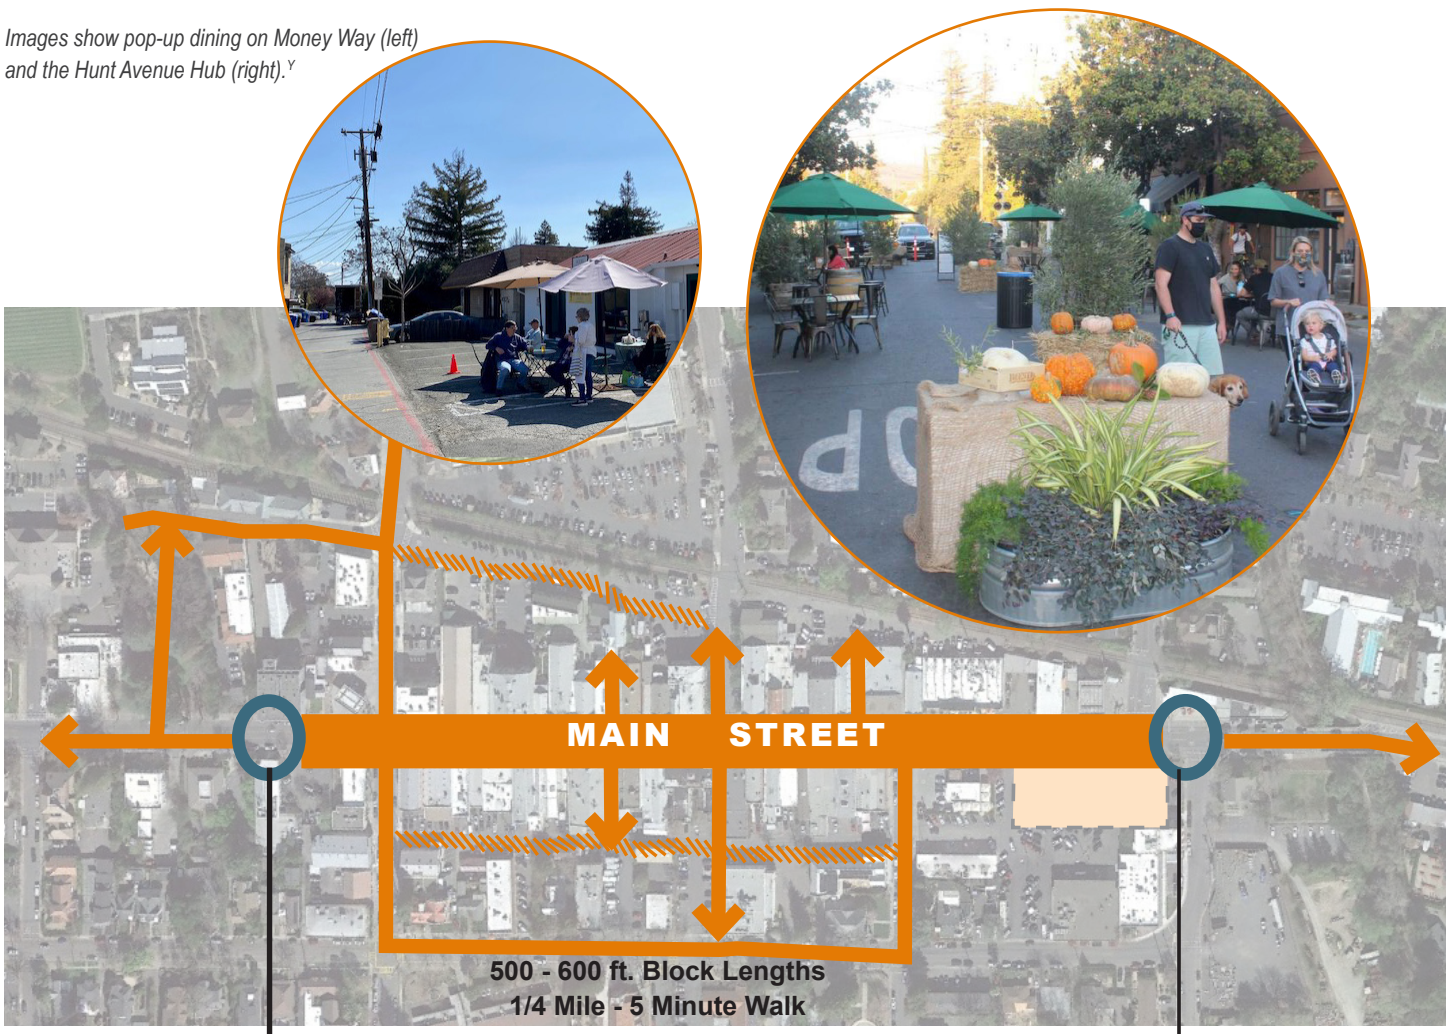 Images show pop-up dining on Money Way (left)
and the Hunt Avenue Hub (right).Y
MAIN STREET
500 - 600 ft. Block Lengths
1/4 Mile - 5 Minute Walk